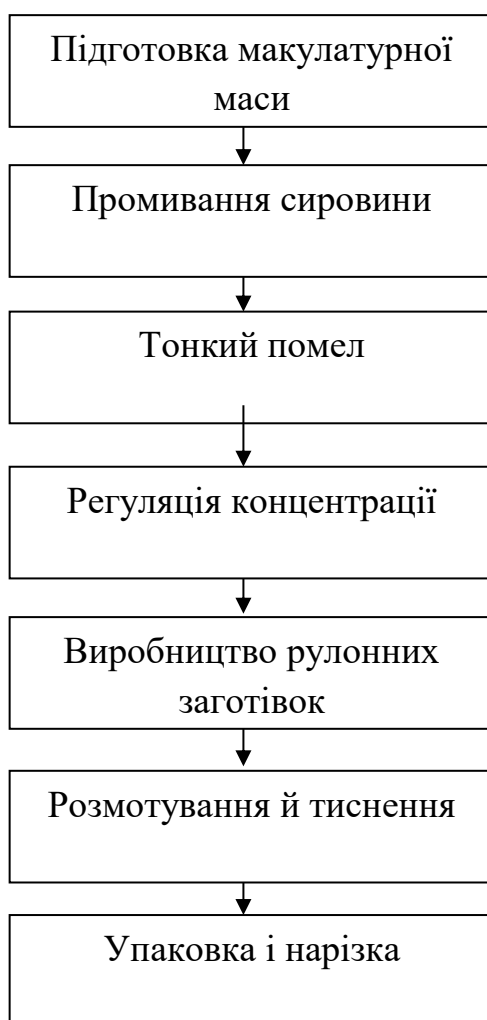 Підготовка макулатурної
маси
Промивання сировини
Тонкий помел
Регуляція концентрації
Виробництво рулонних
заготівок
Розмотування й тиснення
Упаковка і нарізка